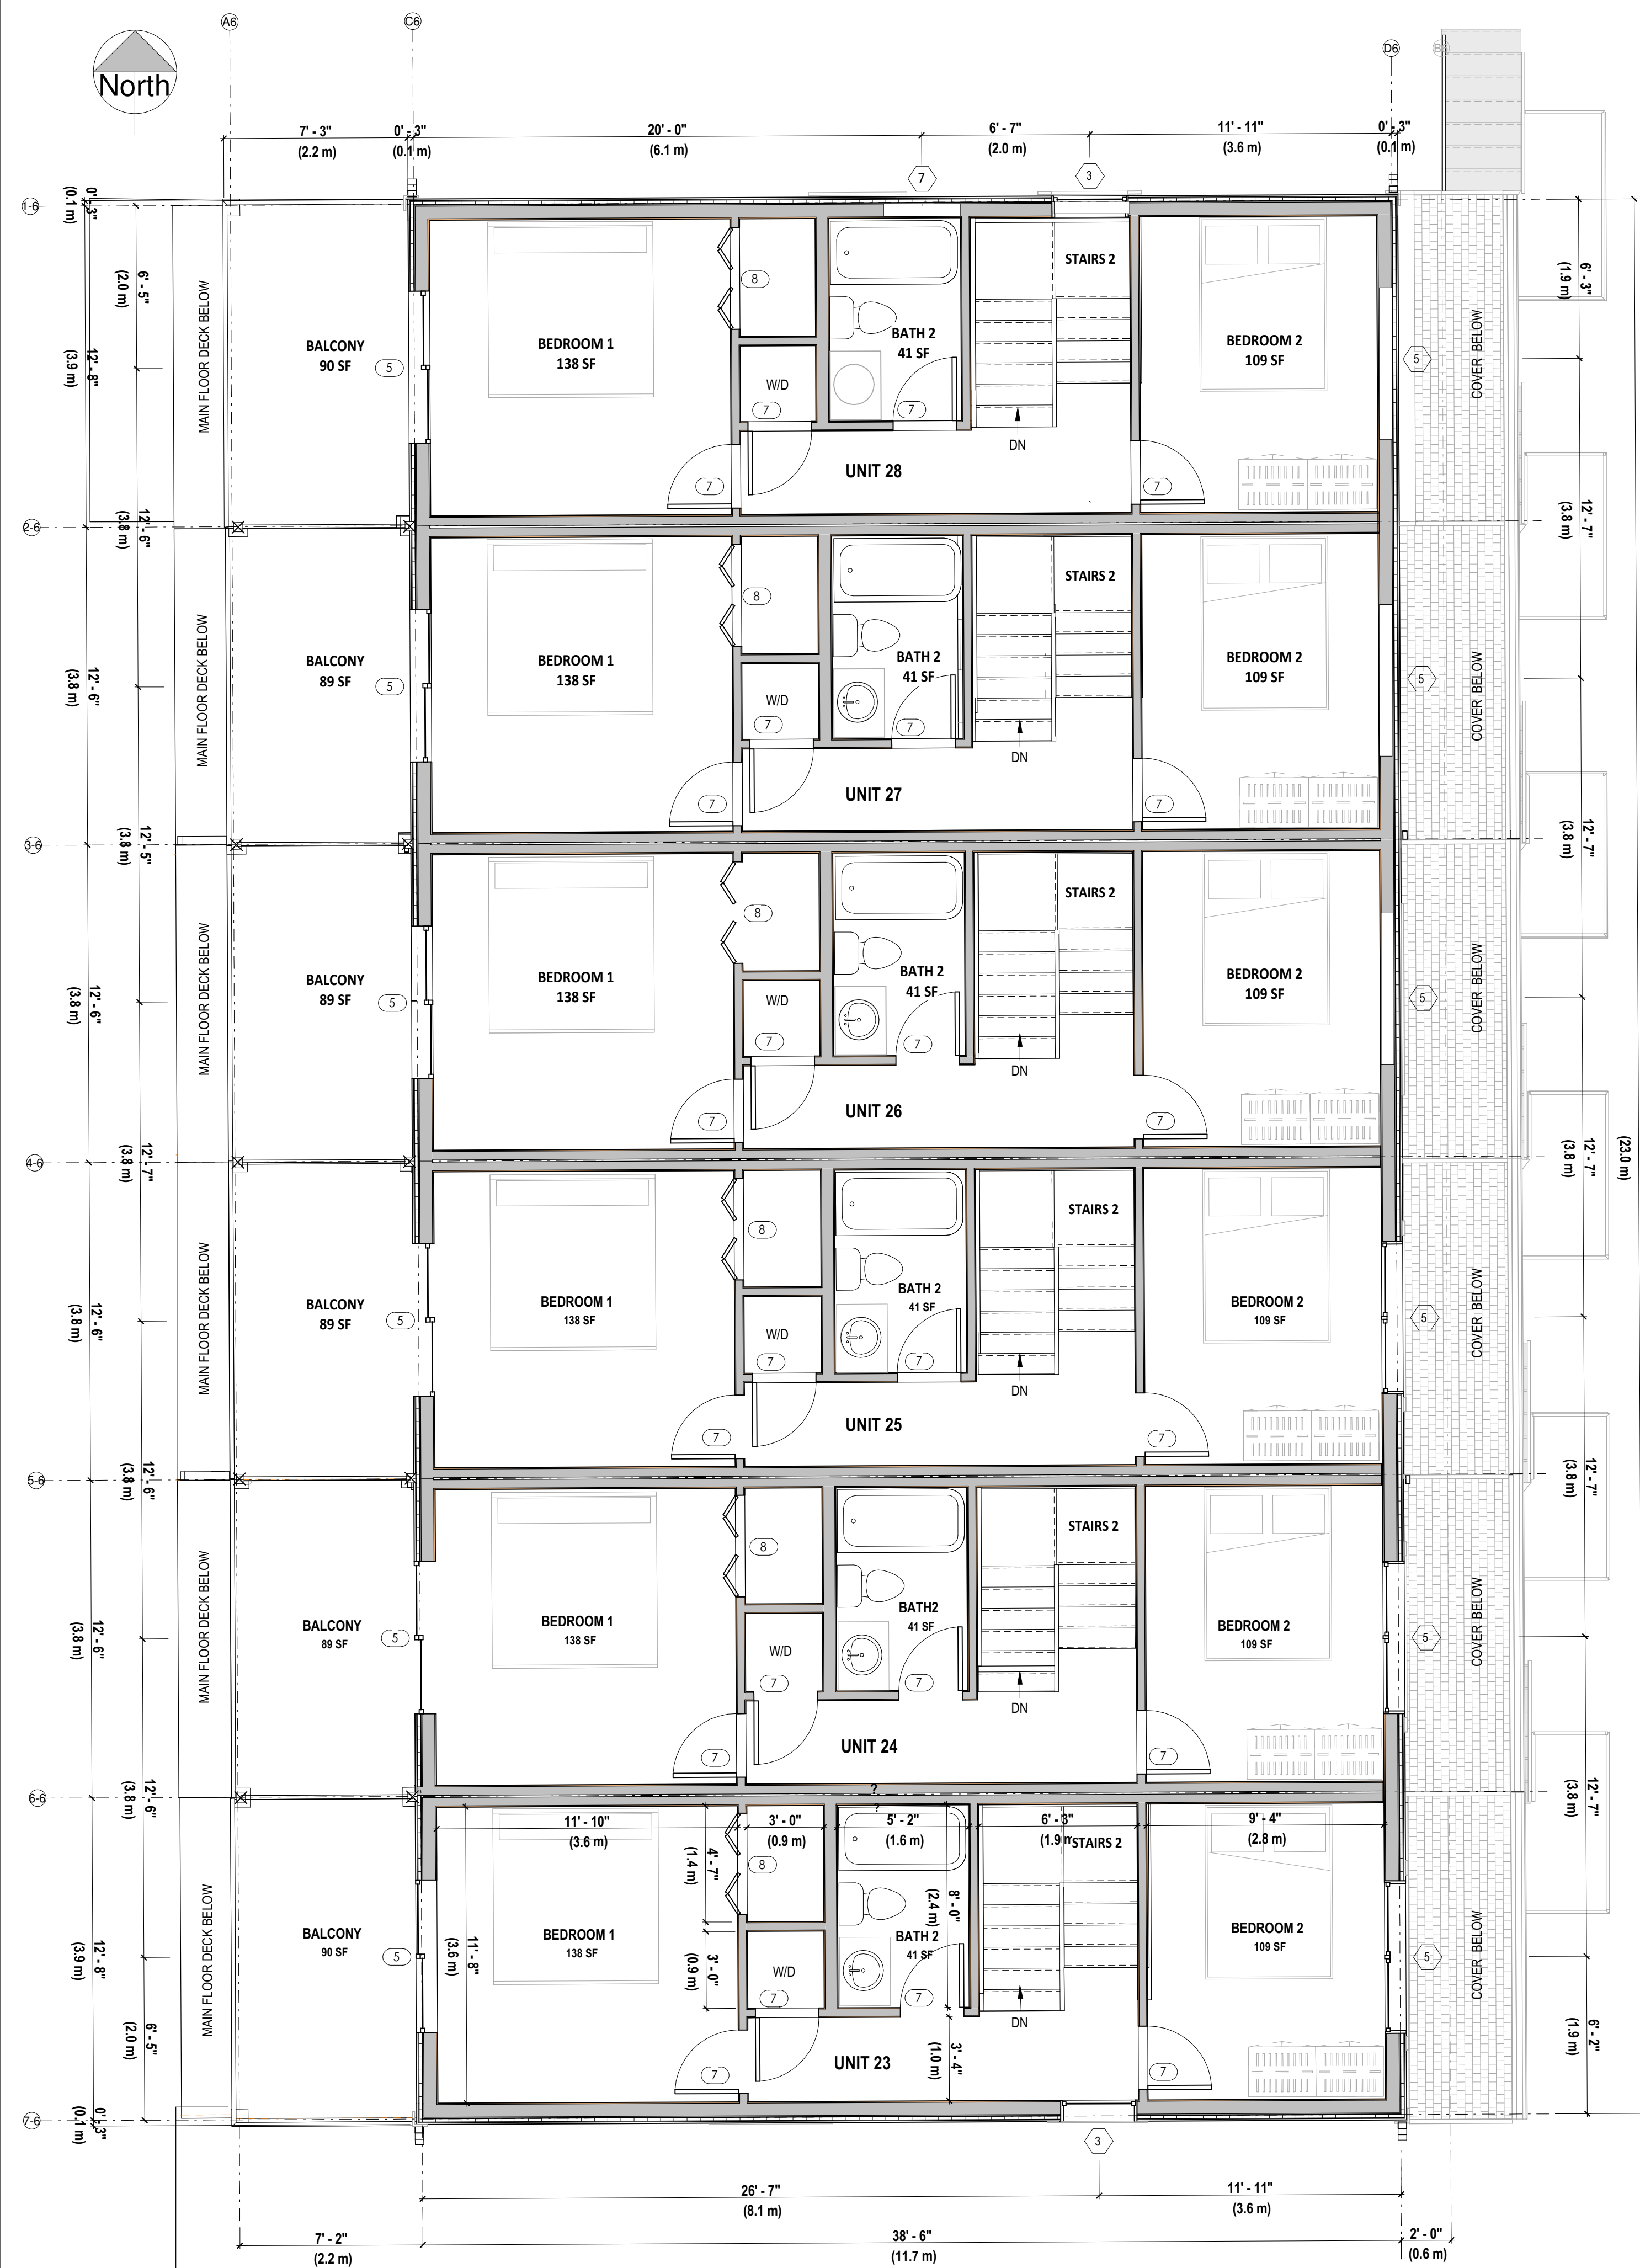 A6
C6
D6
B6
North
7' - 3"
(2.2 m)
0' - 3"
(0.1 m)
20' - 0"
(6.1 m)
6' - 7"
(2.0 m)
11' - 11"
(3.6 m)
0' - 3"
(0.1 m)
7
3
1-6
0' - 3"
(0.1 m)
6' - 5"
(2.0 m)
12' - 8"
(3.9 m)
MAIN FLOOR DECK BELOW
BALCONY
90 SF
5
BEDROOM 1
138 SF
8
W/D
7
BATH 2
41 SF
7
STAIRS 2
DN
BEDROOM 2
109 SF
7
7
UNIT 28
5
COVER BELOW
6' - 3"
(1.9 m)
2-6
12' - 6"
(3.8 m)
12' - 7"
(3.8 m)
12' - 6"
(3.8 m)
MAIN FLOOR DECK BELOW
BALCONY
89 SF
5
BEDROOM 1
138 SF
8
W/D
7
BATH 2
41 SF
7
STAIRS 2
DN
BEDROOM 2
109 SF
7
7
UNIT 27
5
COVER BELOW
3-6
12' - 5"
(3.8 m)
12' - 7"
(3.8 m)
12' - 6"
(3.8 m)
MAIN FLOOR DECK BELOW
BALCONY
89 SF
5
BEDROOM 1
138 SF
8
W/D
7
BATH 2
41 SF
7
STAIRS 2
DN
BEDROOM 2
109 SF
7
7
UNIT 26
5
COVER BELOW
4-6
12' - 7"
(3.8 m)
12' - 7"
(3.8 m)
(23.0 m)
12' - 6"
(3.8 m)
MAIN FLOOR DECK BELOW
BALCONY
89 SF
5
BEDROOM 1
138 SF
8
W/D
7
BATH 2
41 SF
7
STAIRS 2
DN
BEDROOM 2
109 SF
7
7
UNIT 25
5
COVER BELOW
5-6
12' - 6"
(3.8 m)
12' - 7"
(3.8 m)
12' - 6"
(3.8 m)
MAIN FLOOR DECK BELOW
BALCONY
89 SF
5
BEDROOM 1
138 SF
8
W/D
7
BATH2
41 SF
7
STAIRS 2
DN
BEDROOM 2
109 SF
7
7
UNIT 24
5
COVER BELOW
6-6
12' - 6"
(3.8 m)
12' - 7"
(3.8 m)
?
?
11' - 10"
(3.6 m)
3' - 0"
(0.9 m)
5' - 2"
(1.6 m)
6' - 3"
(1.9 m
9' - 4"
(2.8 m)
STAIRS 2
4' - 7"
(1.4 m)
8
8' - 0"
(2.4 m)
12' - 8"
(3.9 m)
6' - 5"
(2.0 m)
MAIN FLOOR DECK BELOW
BALCONY
90 SF
5
11' - 8"
(3.6 m)
BEDROOM 1
138 SF
3' - 0"
(0.9 m)
W/D
7
BATH 2
41 SF
7
DN
BEDROOM 2
109 SF
7
3' - 4"
(1.0 m)
7
UNIT 23
5
COVER BELOW
6' - 2"
(1.9 m)
7-6
0' - 3"
(0.1 m)
3
26' - 7"
(8.1 m)
11' - 11"
(3.6 m)
7' - 2"
(2.2 m)
38' - 6"
(11.7 m)
2' - 0"
(0.6 m)